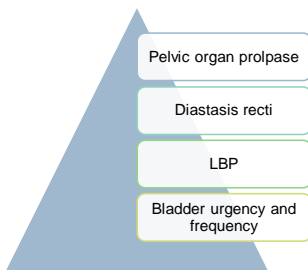 Pelvic organ prolpase
Diastasis recti
LBP
Bladder urgency and
frequency